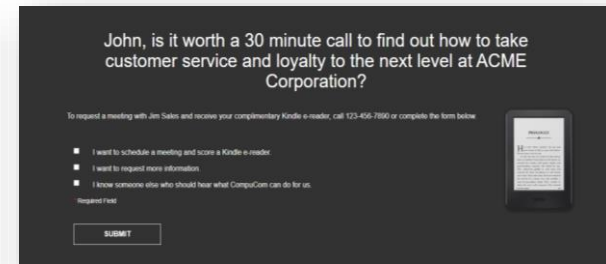 John, is it worth a 30 minute call to find out how to take
customer service and loyalty to the next level at ACME
Corporation?
To request a meeting with Jim Sales and receive your complimentary Kindle e-reader, call 123-456-7890 or complete the form below.
I want to schedule a meeting and score a Kindle e-reader.
I want to request more information.
I know someone else who should hear what CompuCom can do for us.
* Required Field
SUBMIT